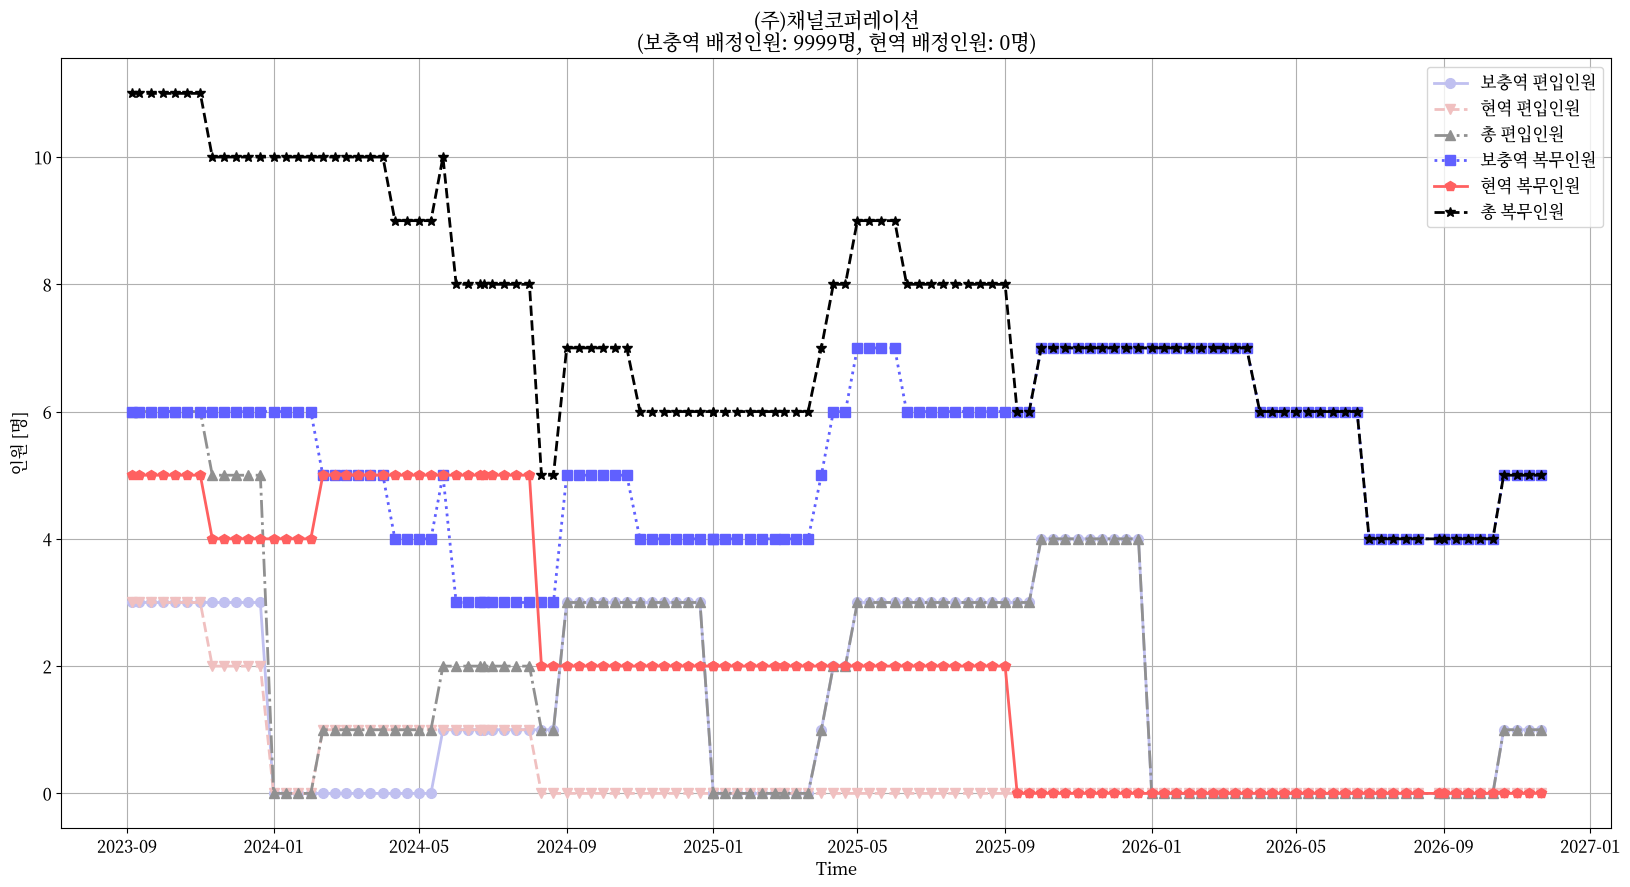 (주)채널코퍼레이션
(보충역 배정인원: 9999명, 현역 배정인원: 0명)
보충역 편입인원
현역 편입인원
총 편입인원
보충역 복무인원
현역 복무인원
총 복무인원
인원 [명]
10
8
6
4
2
0
2023-09 2024-01 2024-05 2024-09 2025-01 2025-05 2025-09 2026-01 2026-05 2026-09 2027-01
Time